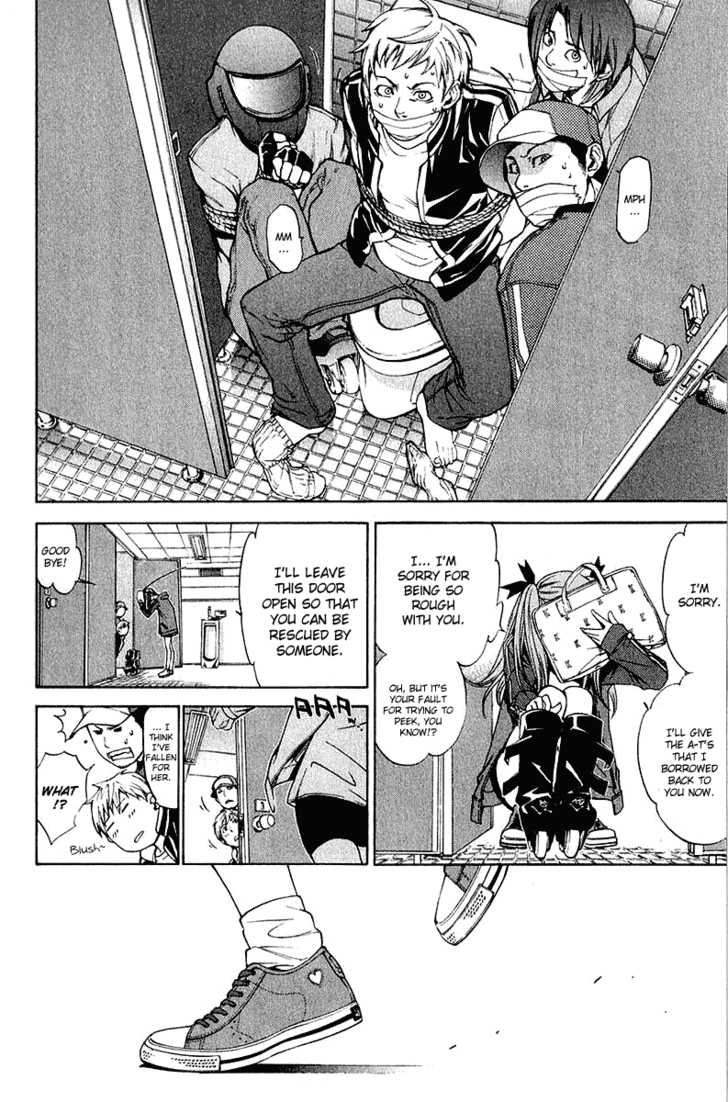 MPH
...
MM
...
I'M
SORRY.
I... I'M
SORRY FOR
BEING SO
ROUGH
WITH YOU.
OH, BUT IT'S
YOUR FAULT
FOR TRYING TO
PEEK, YOU
KNOW!?
I'LL GIVE
THE A-T'S
THAT I
BORROWED
BACK TO
YOU NOW.
I'LL LEAVE
THIS DOOR
OPEN SO THAT
YOU CAN BE
RESCUED BY
SOMEONE.
GOOD
BYE!
... I
THINK
I'VE
FALLEN
FOR
HER.
WHAT
!?
Blush~